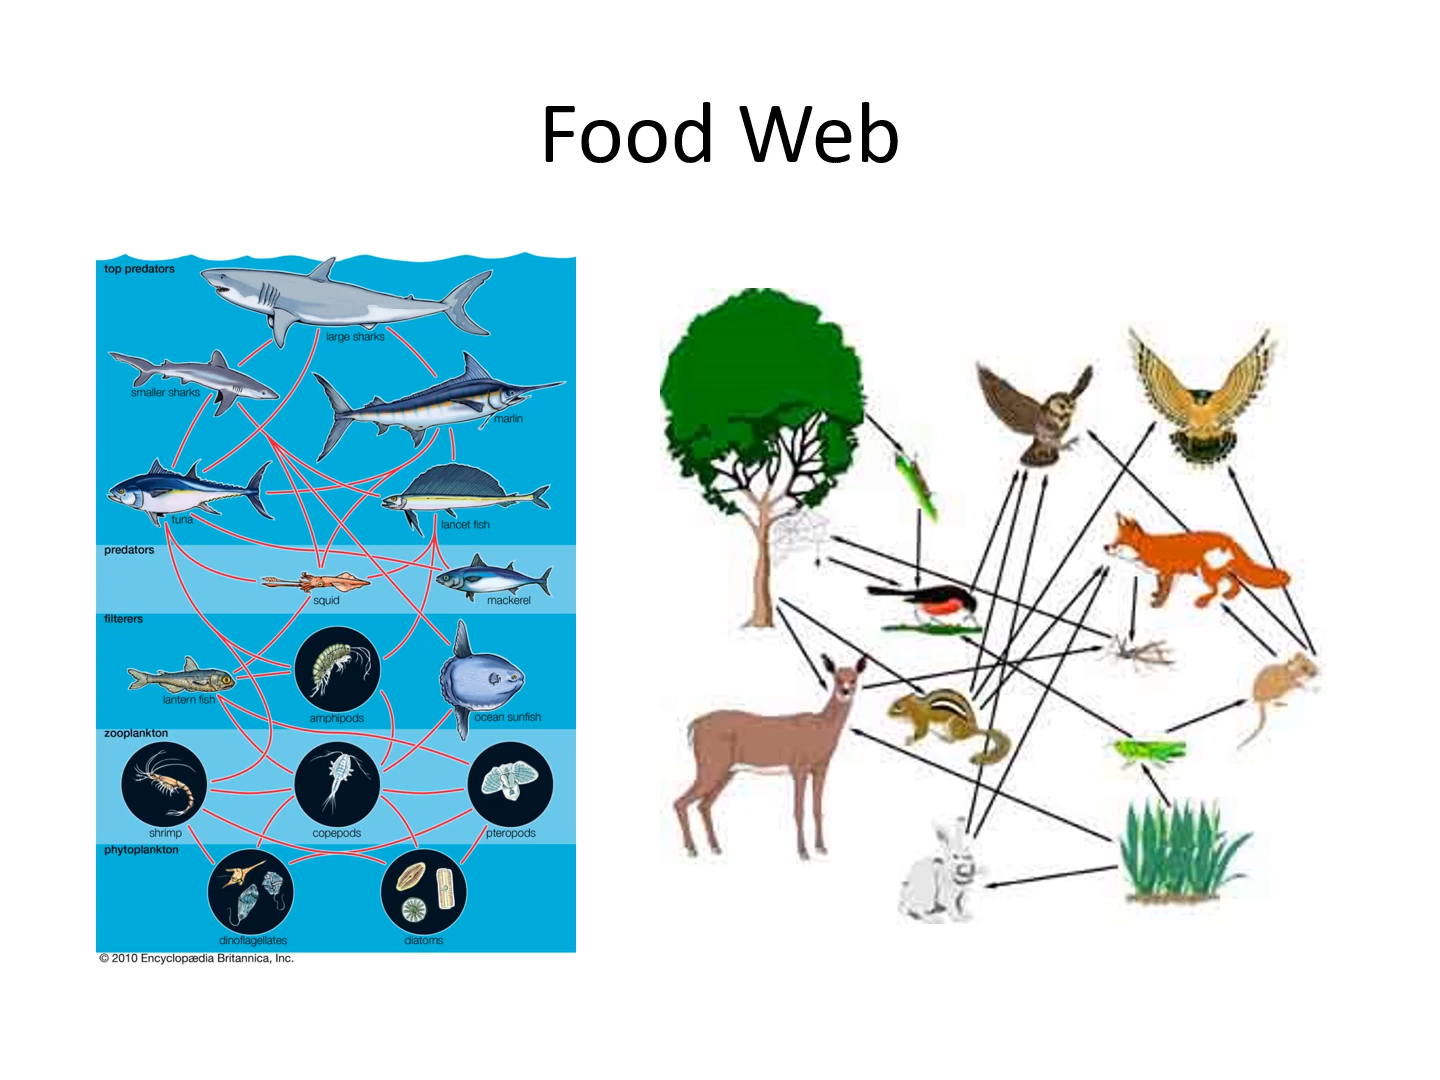 Food Web
top predators
large sharks
smaller sharks
marlin
tuna
lancet fish
predators
squid
mackerel
filterers
lantern fish
amphipods
ocean sunfish
zooplankton
shrimp
copepods
pteropods
phytoplankton
dinoflagellates
diatoms
© 2010 Encyclopædia Britannica, Inc.